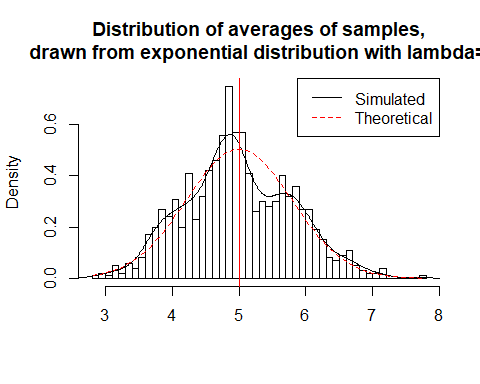 Distribution of averages of samples,
drawn from exponential distribution with lambda=
Simulated
Theoretical
Density
0.0 0.2 0.4 0.6
3 4 5 6 7 8